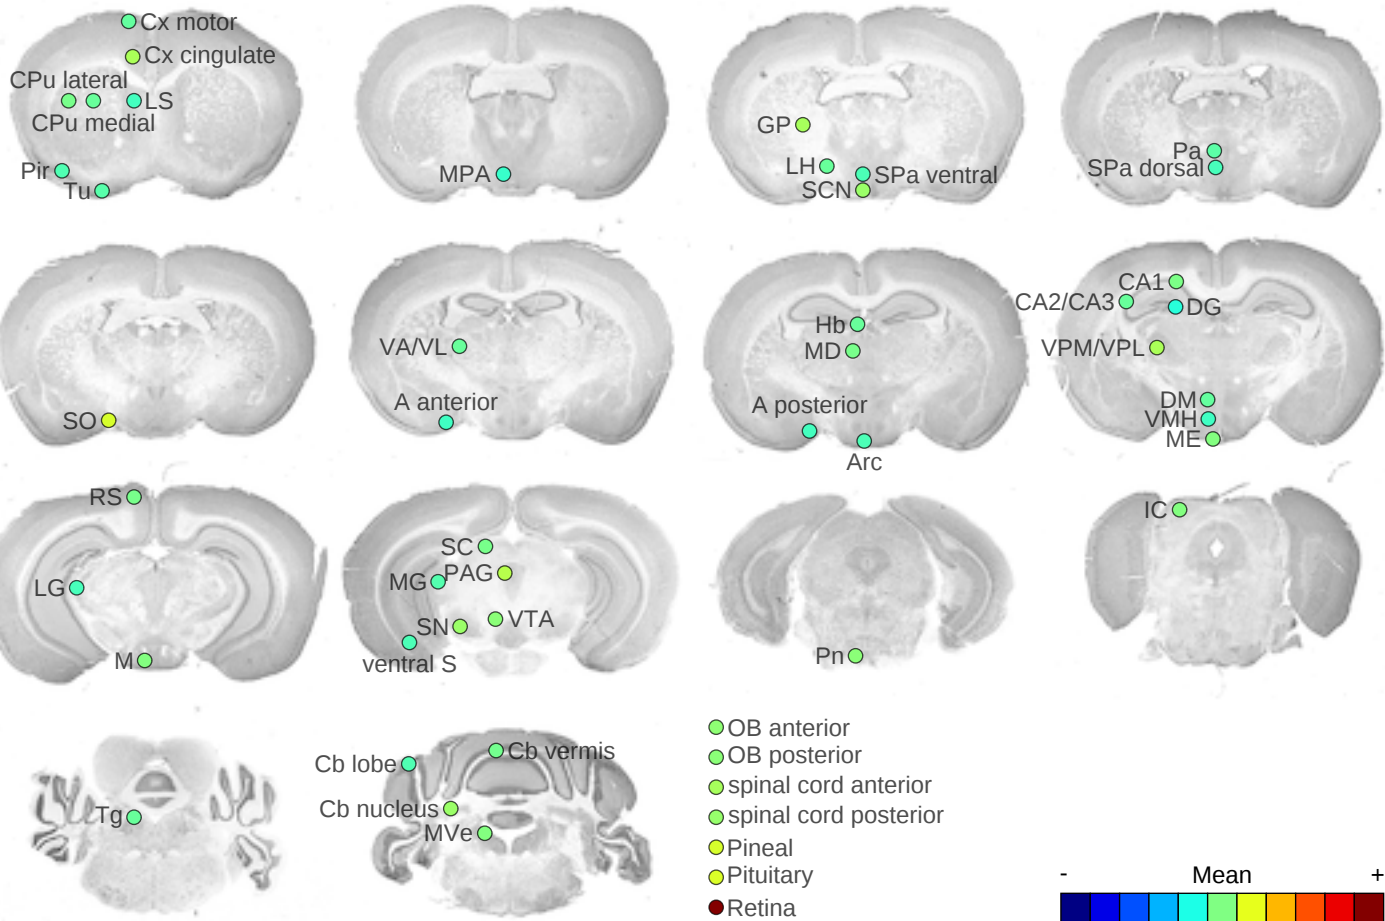 Cx motor
Cx cingulate
CPu lateral
LS
CPu medial
Pir
Tu
MPA
GP
LH
SPa ventral
SCN
Pa
SPa dorsal
SO
VA/VL
A anterior
Hb
MD
A posterior
Arc
CA1
CA2/CA3
DG
VPM/VPL
DM
VMH
ME
RS
LG
M
SC
PAG
MG
VTA
SN
ventral S
Pn
IC
Tg
Cb vermis
Cb lobe
Cb nucleus
MVe
OB anterior
OB posterior
spinal cord anterior
spinal cord posterior
Pineal
Pituitary
Retina
- Mean +